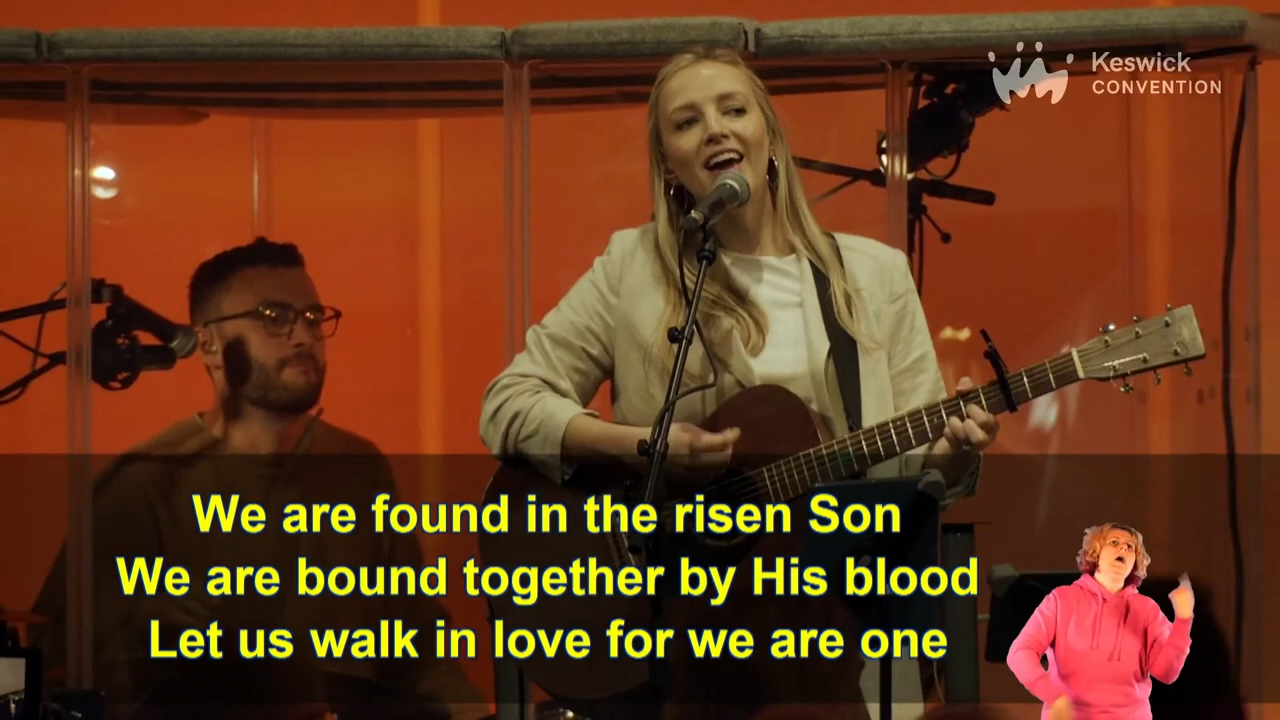 Keswick
CONVENTION
We are found in the risen Son
We are bound together by His blood
Let us walk in love for we are one